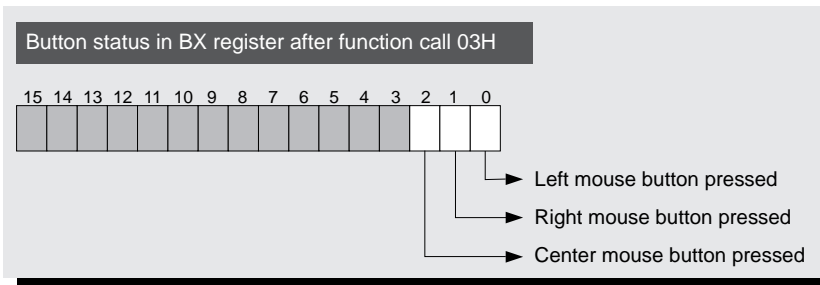 Button status in BX register after function call 03H
15 14 13 12 11 10 9 8 7 6 5 4 3 2 1 0
Left mouse button pressed
Right mouse button pressed
Center mouse button pressed